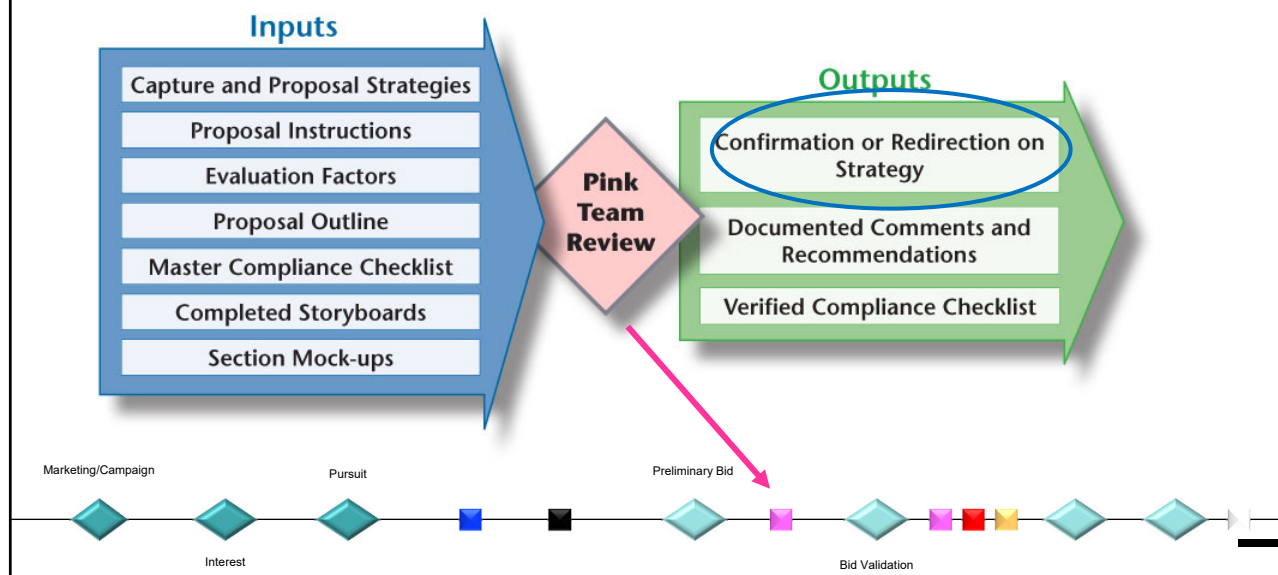 Inputs
Capture and Proposal Strategies
Proposal Instructions
Evaluation Factors
Proposal Outline
Master Compliance Checklist
Completed Storyboards
Section Mock-ups
Pink
Team
Review
Outputs
Confirmation or Redirection on
Strategy
Documented Comments and
Recommendations
Verified Compliance Checklist
Marketing/Campaign
Pursuit
Preliminary Bid
Interest
Bid Validation